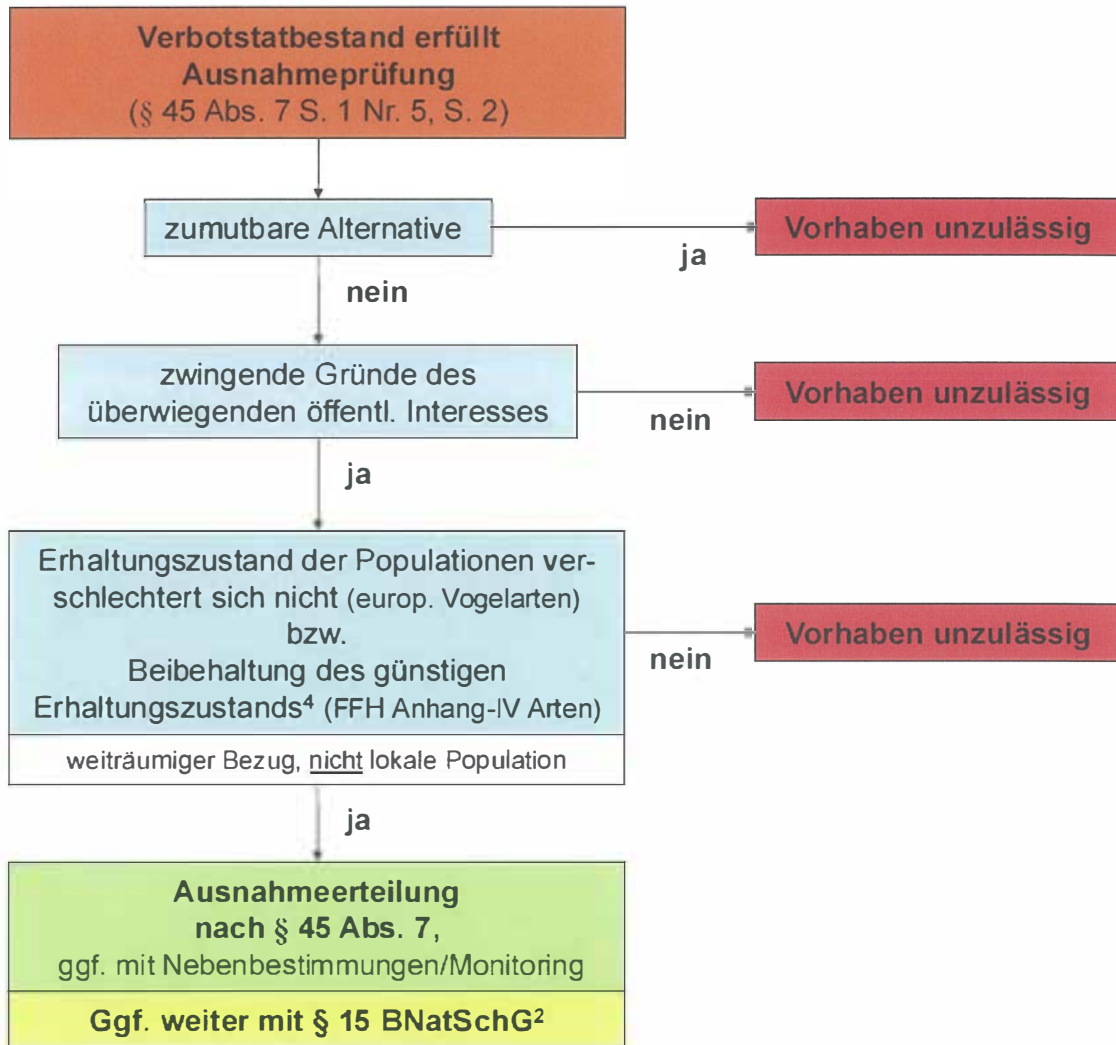 Verbotstatbestand erfüllt
Ausnahmeprüfung
(§ 45 Abs. 7 S. 1 Nr. 5, S. 2)
zumutbare Alternative
ja
Vorhaben unzulässig
nein
zwingende Gründe des
überwiegenden öffentl. Interesses
nein
Vorhaben unzulässig
ja
Erhaltungszustand der Populationen ver-
schlechtert sich nicht (europ. Vogelarten)
bzw.
Beibehaltung des günstigen
Erhaltungszustands⁴ (FFH Anhang-IV Arten)
nein
Vorhaben unzulässig
weiträumiger Bezug, nicht lokale Population
ja
Ausnahmeerteilung
nach § 45 Abs. 7,
ggf. mit Nebenbestimmungen/Monitoring
Ggf. weiter mit § 15 BNatSchG²